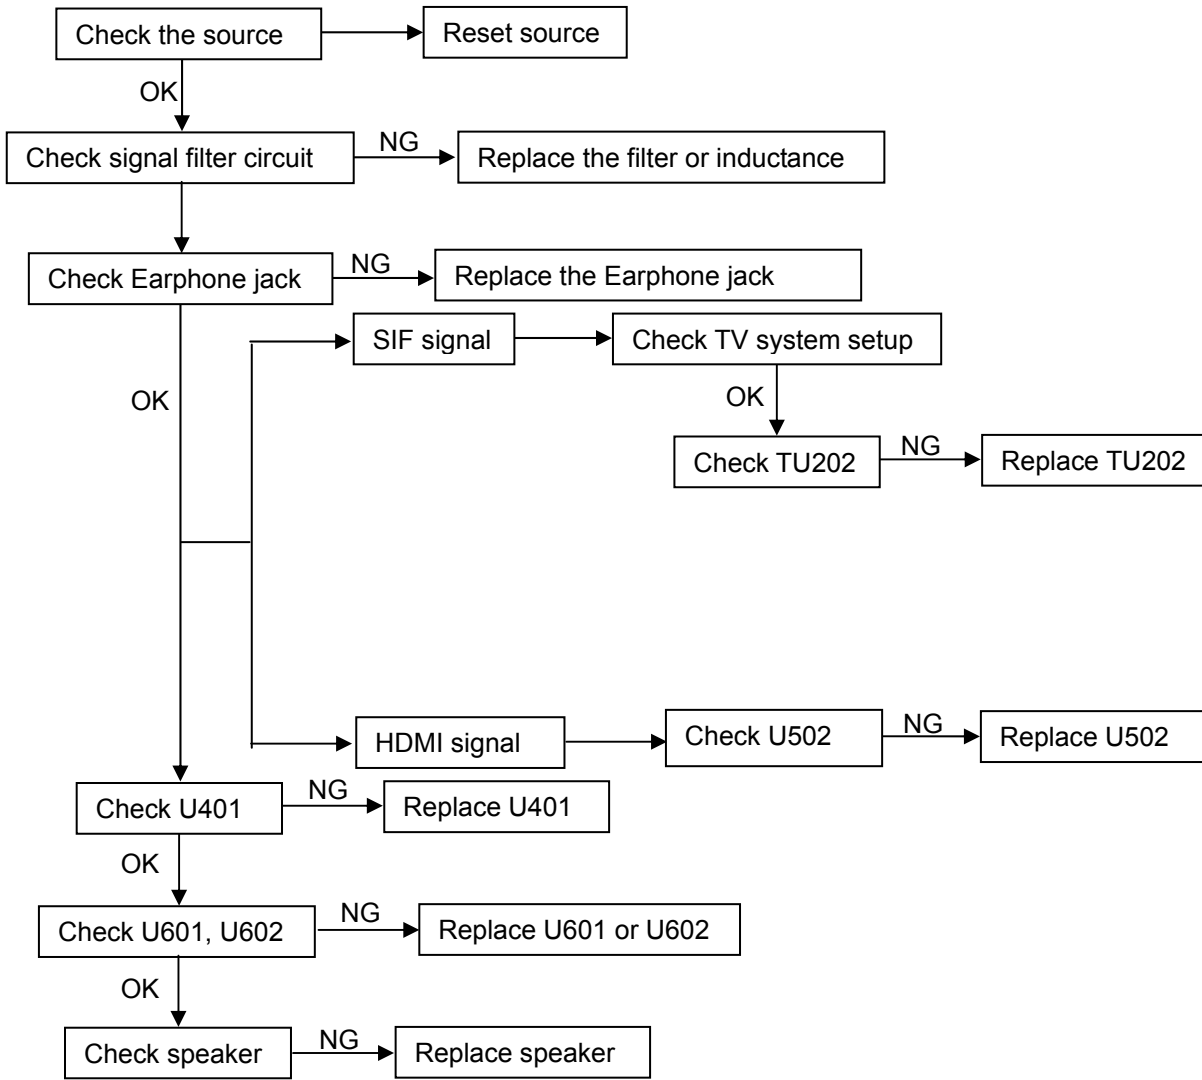 Check the source
Reset source
OK
Check signal filter circuit
NG
Replace the filter or inductance
Check Earphone jack
NG
Replace the Earphone jack
SIF signal
Check TV system setup
OK
OK
Check TU202
NG
Replace TU202
HDMI signal
Check U502
NG
Replace U502
Check U401
NG
Replace U401
OK
Check U601, U602
NG
Replace U601 or U602
OK
Check speaker
NG
Replace speaker